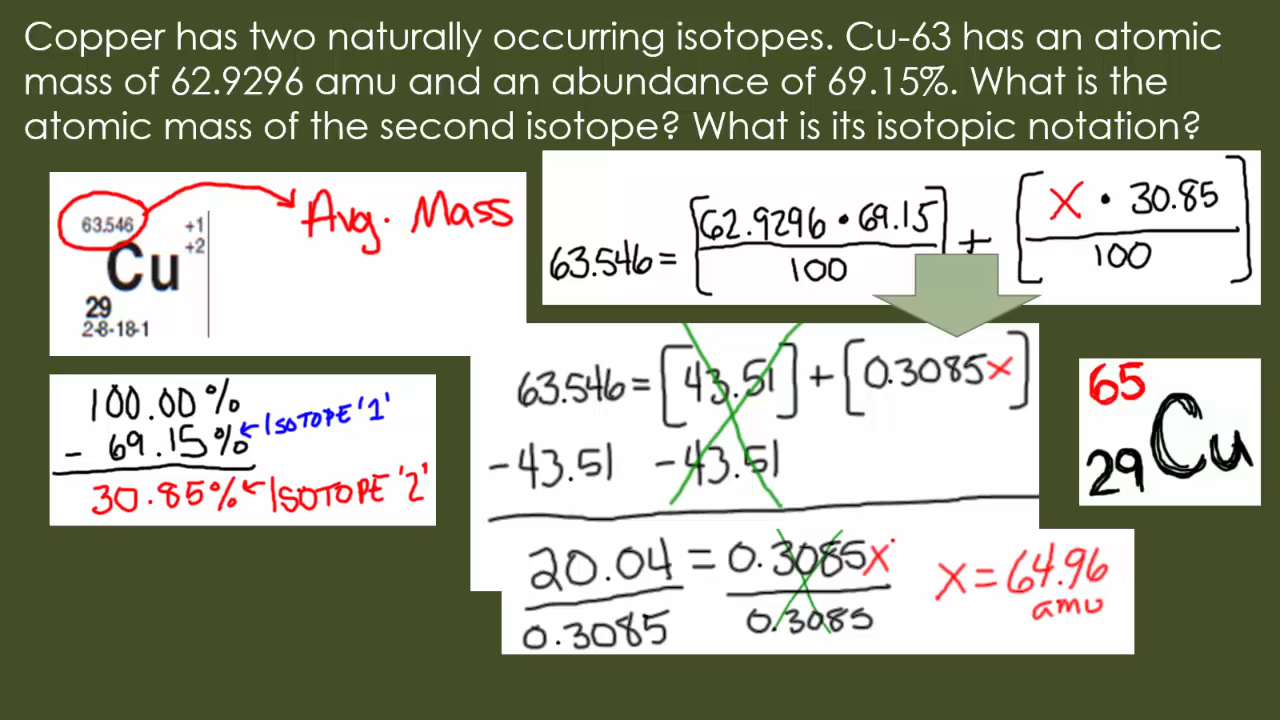 Copper has two naturally occurring isotopes. Cu-63 has an atomic
mass of 62.9296 amu and an abundance of 69.15%. What is the
atomic mass of the second isotope? What is its isotopic notation?
63.546 +1
+2
Cu
29
2-8-18-1
Avg. Mass
63.546 = [62.9296 • 69.15 / 100] + [x • 30.85 / 100]
100.00%
- 69.15% ← ISOTOPE '1'
30.85% ← ISOTOPE '2'
63.546 = [43.51] + [0.3085x]
-43.51 -43.51
20.04 = 0.3085x
0.3085 0.3085
x = 64.96
amu
65
29 Cu